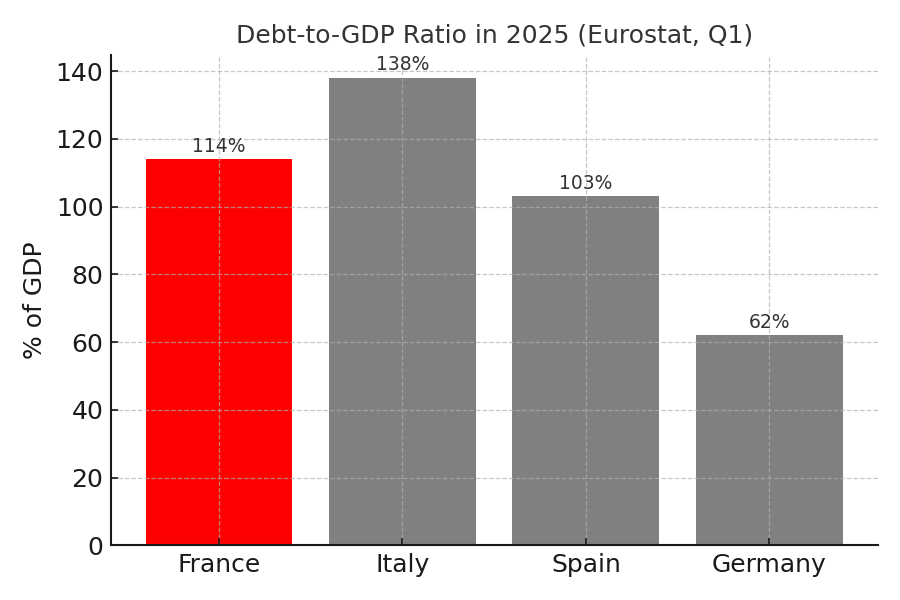 Debt-to-GDP Ratio in 2025 (Eurostat, Q1)
% of GDP
140
120
100
80
60
40
20
0
114%
138%
103%
62%
France
Italy
Spain
Germany